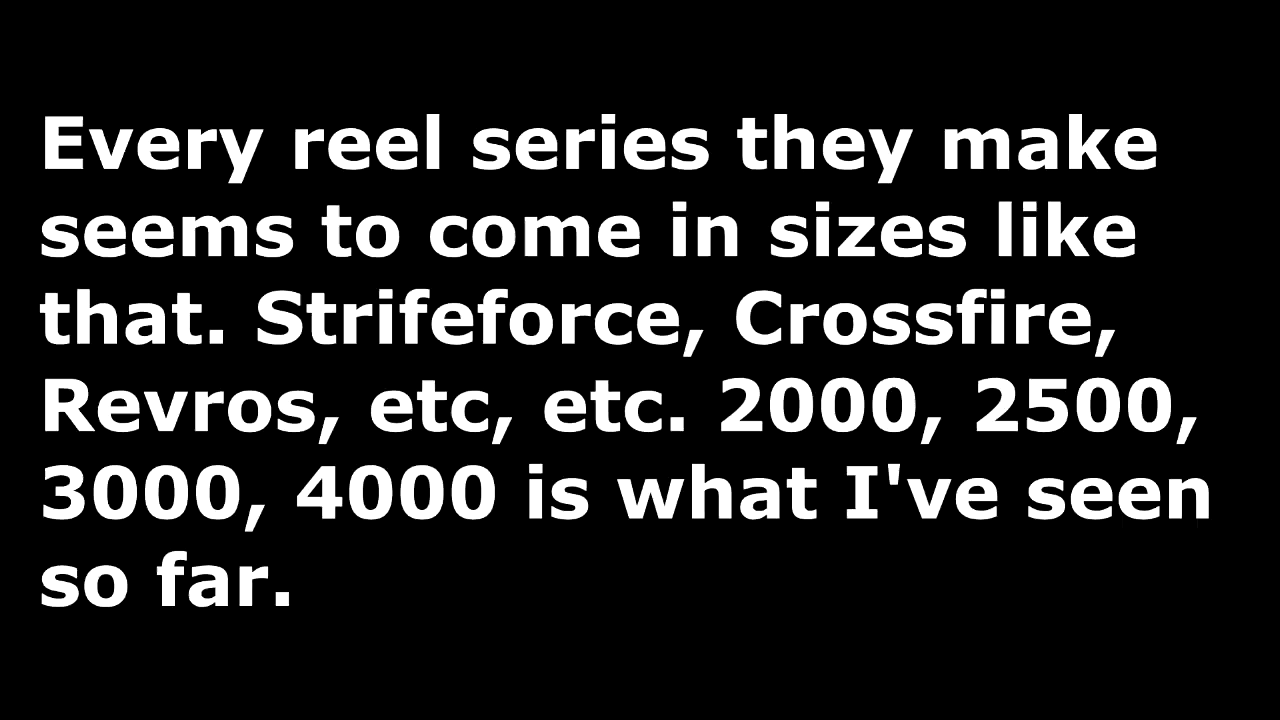 Every reel series they make
seems to come in sizes like
that. Strifeforce, Crossfire,
Revros, etc, etc. 2000, 2500,
3000, 4000 is what I've seen
so far.